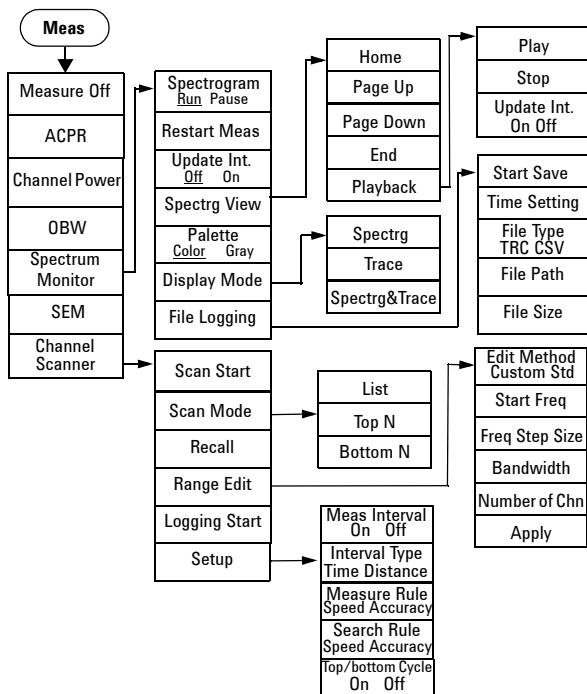 Meas
Measure Off
ACPR
Channel Power
OBW
Spectrum
Monitor
SEM
Channel
Scanner
Spectrogram
Run Pause
Restart Meas
Update Int.
Off On
Spectrg View
Palette
Color Gray
Display Mode
File Logging
Home
Page Up
Page Down
End
Playback
Play
Stop
Update Int.
On Off
Spectrg
Trace
Spectrg&Trace
Start Save
Time Setting
File Type
TRC CSV
File Path
File Size
Scan Start
Scan Mode
Recall
Range Edit
Logging Start
Setup
List
Top N
Bottom N
Edit Method
Custom Std
Start Freq
Freq Step Size
Bandwidth
Number of Chn
Apply
Meas Interval
On Off
Interval Type
Time Distance
Measure Rule
Speed Accuracy
Search Rule
Speed Accuracy
Top/bottom Cycle
On Off